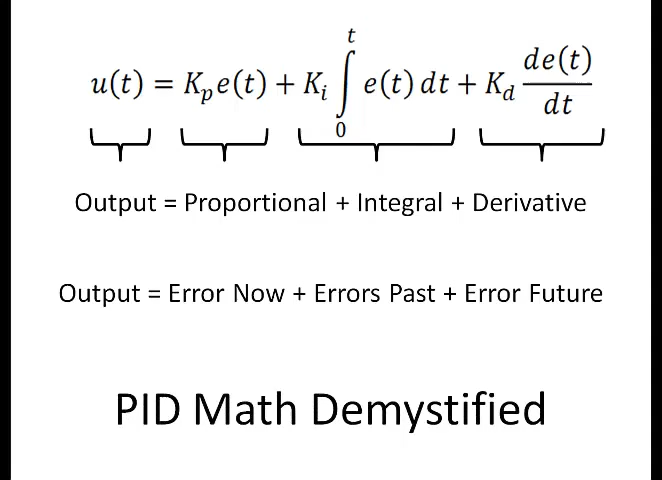 u(t) = K_p e(t) + K_i ∫_0^t e(t) dt + K_d de(t)/dt
Output = Proportional + Integral + Derivative
Output = Error Now + Errors Past + Error Future
PID Math Demystified